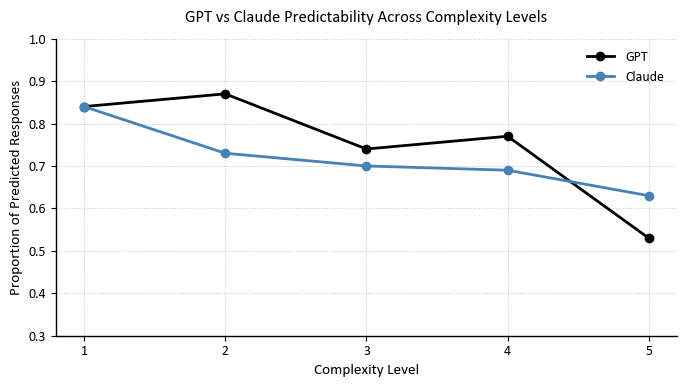 GPT vs Claude Predictability Across Complexity Levels
GPT
Claude
Proportion of Predicted Responses
1.0
0.9
0.8
0.7
0.6
0.5
0.4
0.3
1 2 3 4 5
Complexity Level